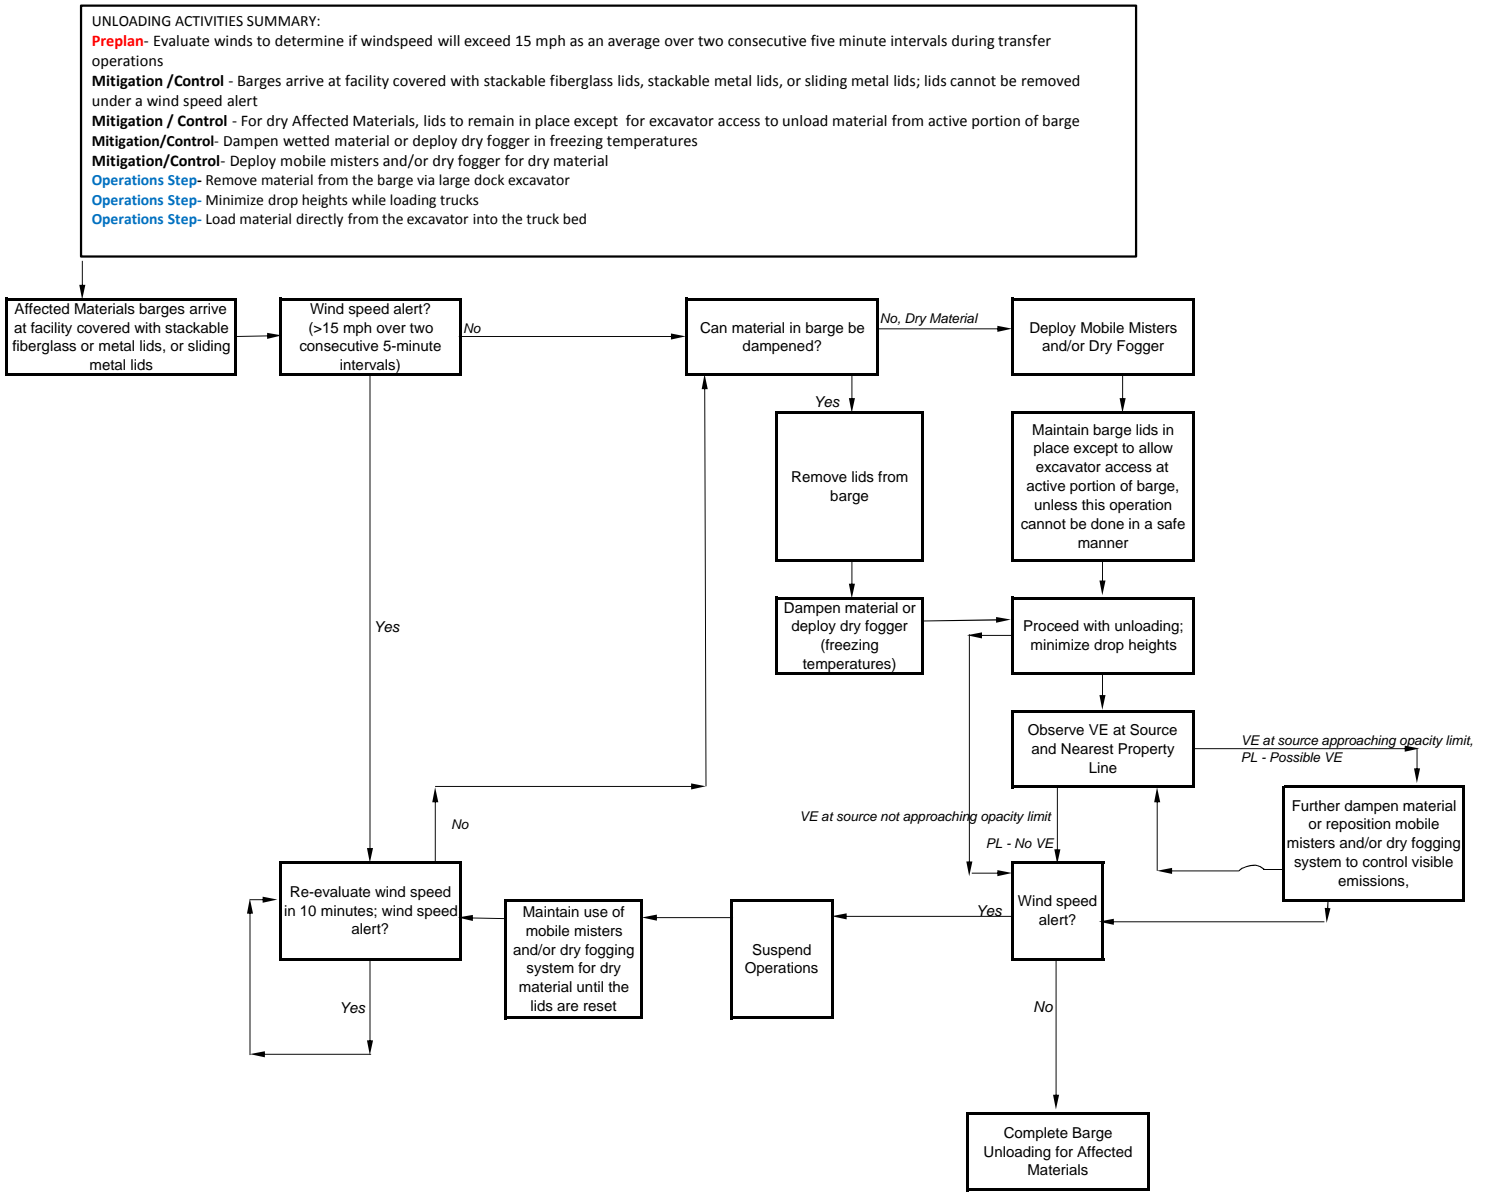 UNLOADING ACTIVITIES SUMMARY:
Preplan- Evaluate winds to determine if windspeed will exceed 15 mph as an average over two consecutive five minute intervals during transfer
operations
Mitigation /Control - Barges arrive at facility covered with stackable fiberglass lids, stackable metal lids, or sliding metal lids; lids cannot be removed
under a wind speed alert
Mitigation / Control - For dry Affected Materials, lids to remain in place except for excavator access to unload material from active portion of barge
Mitigation/Control- Dampen wetted material or deploy dry fogger in freezing temperatures
Mitigation/Control- Deploy mobile misters and/or dry fogger for dry material
Operations Step- Remove material from the barge via large dock excavator
Operations Step- Minimize drop heights while loading trucks
Operations Step- Load material directly from the excavator into the truck bed
Affected Materials barges arrive
at facility covered with stackable
fiberglass or metal lids, or sliding
metal lids
Wind speed alert?
(>15 mph over two
consecutive 5-minute
intervals)
No
Can material in barge be
dampened?
No, Dry Material
Deploy Mobile Misters
and/or Dry Fogger
Yes
Remove lids from
barge
Maintain barge lids in
place except to allow
excavator access at
active portion of barge,
unless this operation
cannot be done in a safe
manner
Yes
Dampen material or
deploy dry fogger
(freezing
temperatures)
Proceed with unloading;
minimize drop heights
Observe VE at Source
and Nearest Property
Line
VE at source approaching opacity limit,
PL - Possible VE
Further dampen material
or reposition mobile
misters and/or dry fogging
system to control visible
emissions,
VE at source not approaching opacity limit
PL - No VE
No
Re-evaluate wind speed
in 10 minutes; wind speed
alert?
Maintain use of
mobile misters
and/or dry fogging
system for dry
material until the
lids are reset
Suspend
Operations
Yes
Wind speed
alert?
Yes
No
Complete Barge
Unloading for Affected
Materials